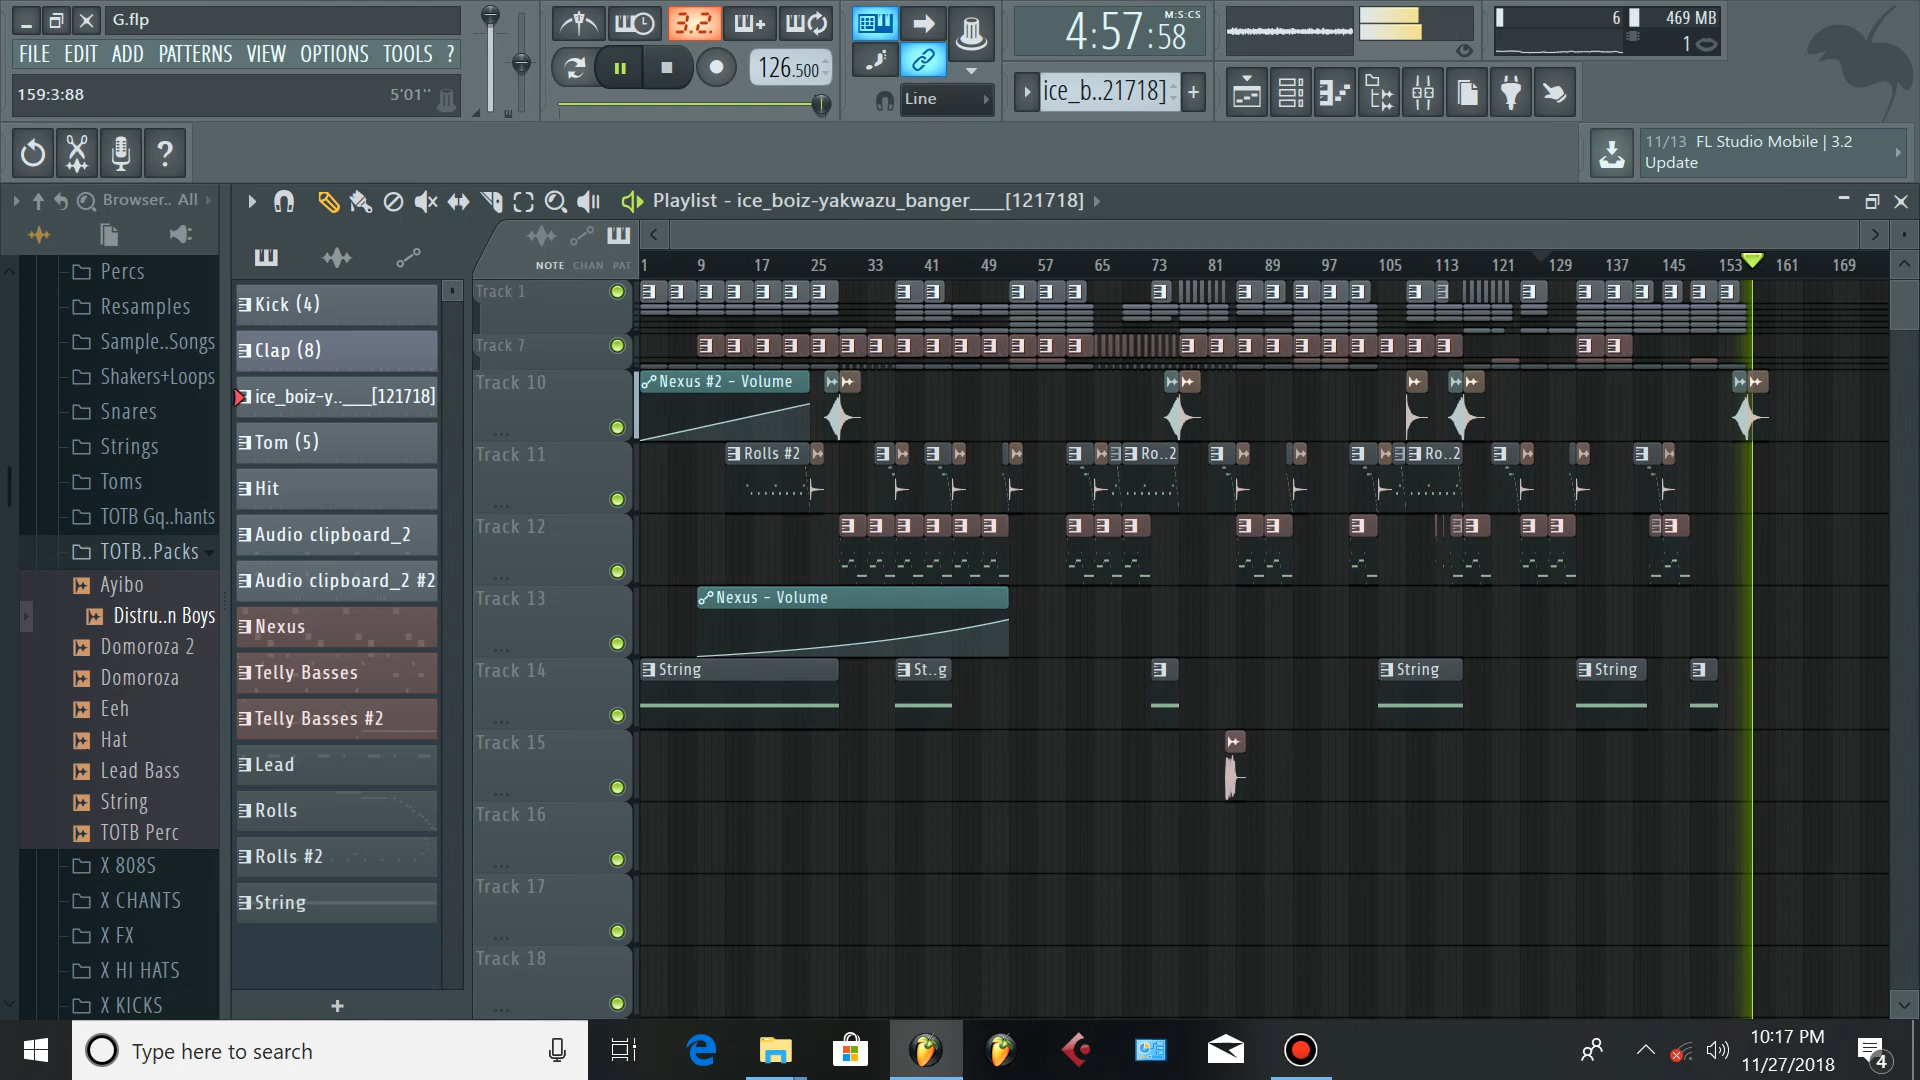 G.flp
FILE EDIT ADD PATTERNS VIEW OPTIONS TOOLS ?
159:3:88 5'01''
3.2.
126.500
Line
4:57:58
M:S:CS
ice_b..21718]
+
6 469 MB
1
11/13 FL Studio Mobile | 3.2
Update
?
Browser.. All
Playlist - ice_boiz-yakwazu_banger____[121718]
NOTE CHAN PAT
1 9 17 25 33 41 49 57 65 73 81 89 97 105 113 121 129 137 145 153 161 169
Percs
Resamples
Sample..Songs
Shakers+Loops
Snares
Strings
Toms
TOTB Gq..hants
TOTB..Packs
Ayibo
Distru..n Boys
Domoroza 2
Domoroza
Eeh
Hat
Lead Bass
String
TOTB Perc
X 808S
X CHANTS
X FX
X HI HATS
X KICKS
Kick (4)
Clap (8)
ice_boiz-y..___[121718]
Tom (5)
Hit
Audio clipboard_2
Audio clipboard_2 #2
Nexus
Telly Basses
Telly Basses #2
Lead
Rolls
Rolls #2
String
+
Track 1
Track 7
Track 10
Nexus #2 - Volume
Track 11
Rolls #2
Ro..2
Ro..2
Track 12
Track 13
Nexus - Volume
Track 14
String
St..g
String
String
Track 15
Track 16
Track 17
Track 18
Type here to search
10:17 PM
11/27/2018
4